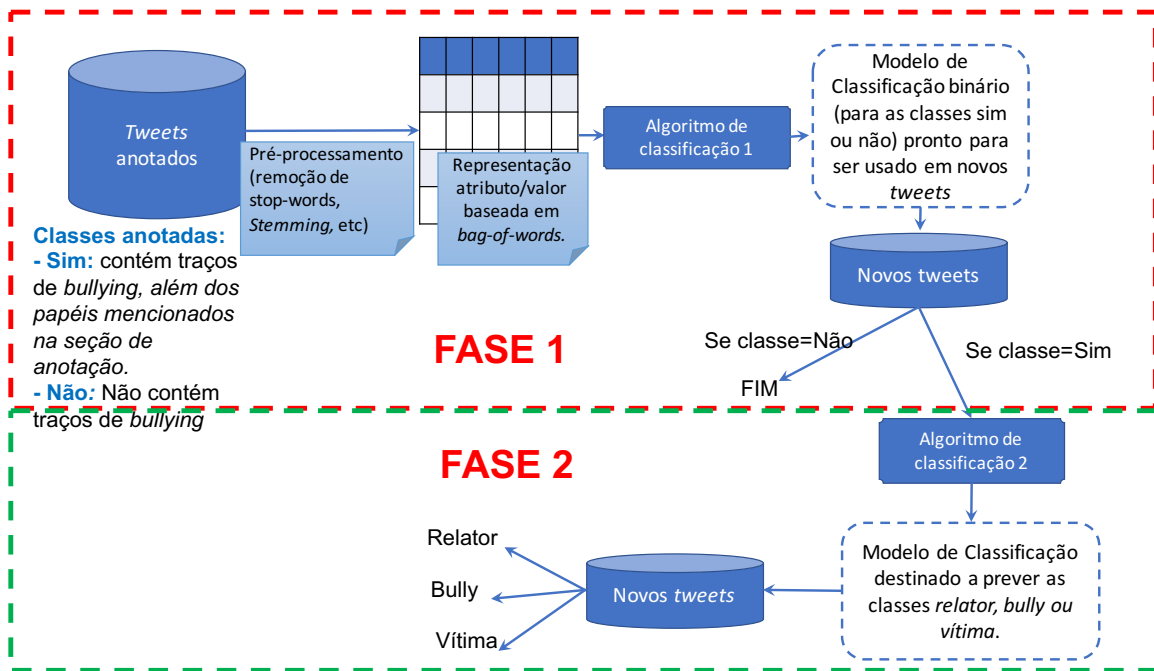 Tweets
anotados
Classes anotadas:
- Sim: contém traços
de bullying, além dos
papéis mencionados
na seção de
anotação.
- Não: Não contém
traços de bullying
Pré-processamento
(remoção de
stop-words,
Stemming, etc)
Representação
atributo/valor
baseada em
bag-of-words.
Algoritmo de
classificação 1
Modelo de
Classificação binário
(para as classes sim
ou não) pronto para
ser usado em novos
tweets
Novos tweets
Se classe=Não
Se classe=Sim
FIM
FASE 1
FASE 2
Algoritmo de
classificação 2
Modelo de Classificação
destinado a prever as
classes relator, bully ou
vítima.
Novos tweets
Relator
Bully
Vítima